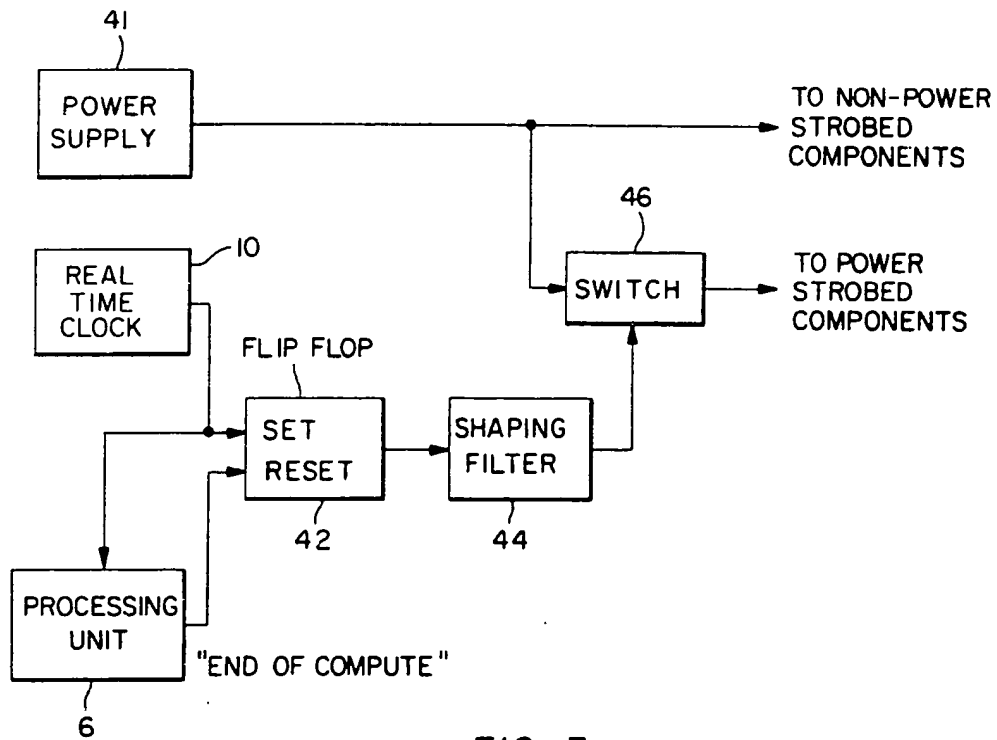 41
POWER
SUPPLY
TO NON-POWER
STROBED
COMPONENTS
46
10
REAL
TIME
CLOCK
SWITCH
TO POWER
STROBED
COMPONENTS
FLIP FLOP
SET
RESET
SHAPING
FILTER
42
44
PROCESSING
UNIT
"END OF COMPUTE"
6